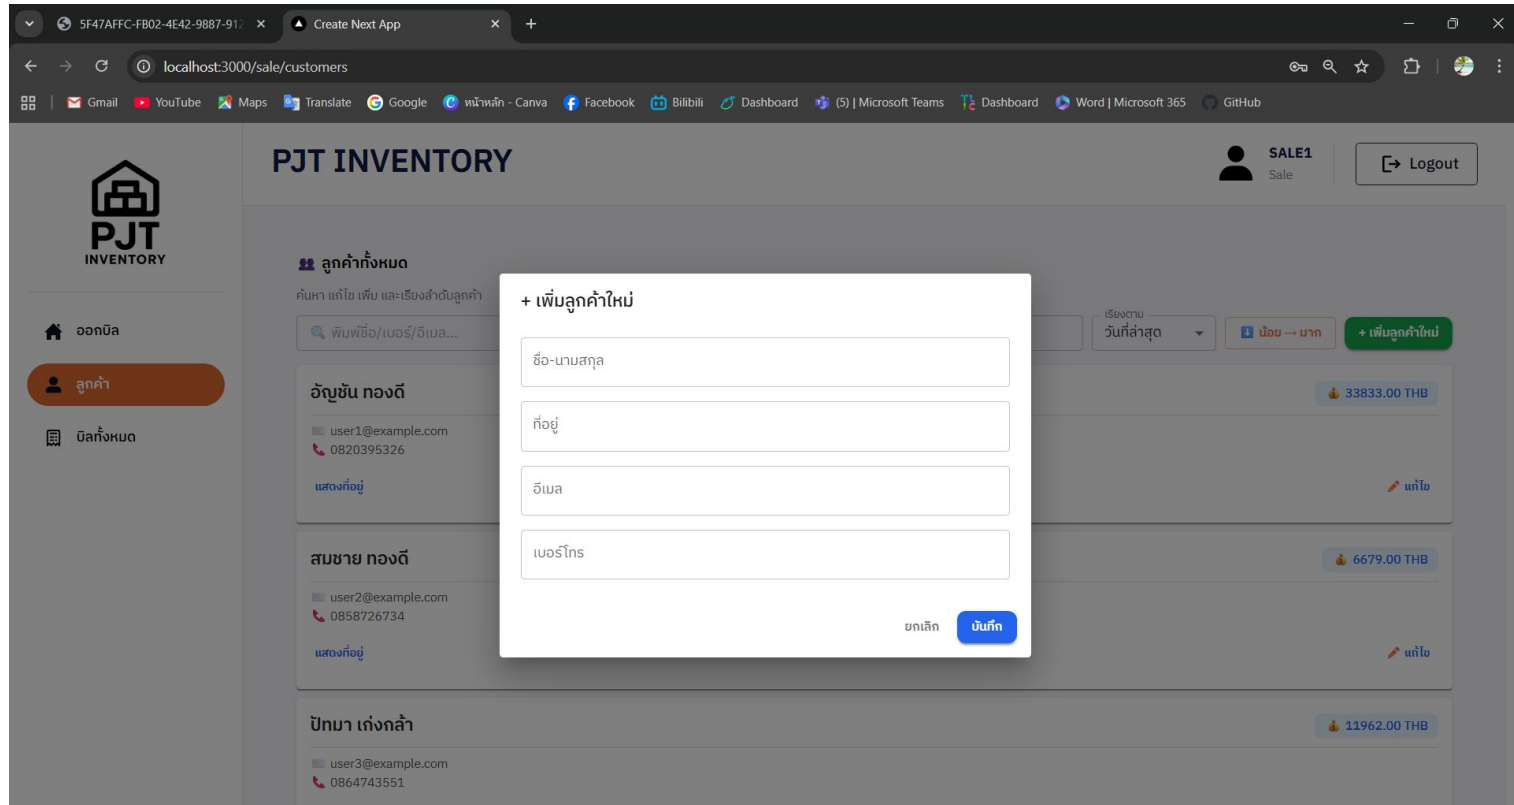 5F47AFFC-FB02-4E42-9887-912
Create Next App
localhost:3000/sale/customers
Gmail YouTube Maps Translate Google หน้าหลัก - Canva Facebook Bilibili Dashboard (5) | Microsoft Teams Dashboard Word | Microsoft 365 GitHub
PJT
INVENTORY
PJT INVENTORY
SALE1
Sale
Logout
ออกบิล
ลูกค้า
บิลทั้งหมด
ลูกค้าทั้งหมด
ค้นหา แก้ไข เพิ่ม และเรียงลำดับลูกค้า
พิมพ์ชื่อ/เบอร์/อีเมล...
เรียงตาม
วันที่ล่าสุด
น้อย → มาก
+ เพิ่มลูกค้าใหม่
อัญชัน ทองดี
33833.00 THB
user1@example.com
0820395326
แสดงที่อยู่
แก้ไข
สมชาย ทองดี
6679.00 THB
user2@example.com
0858726734
แสดงที่อยู่
แก้ไข
ปัทมา เก่งกล้า
11962.00 THB
user3@example.com
0864743551
+ เพิ่มลูกค้าใหม่
ชื่อ-นามสกุล
ที่อยู่
อีเมล
เบอร์โทร
ยกเลิก
บันทึก